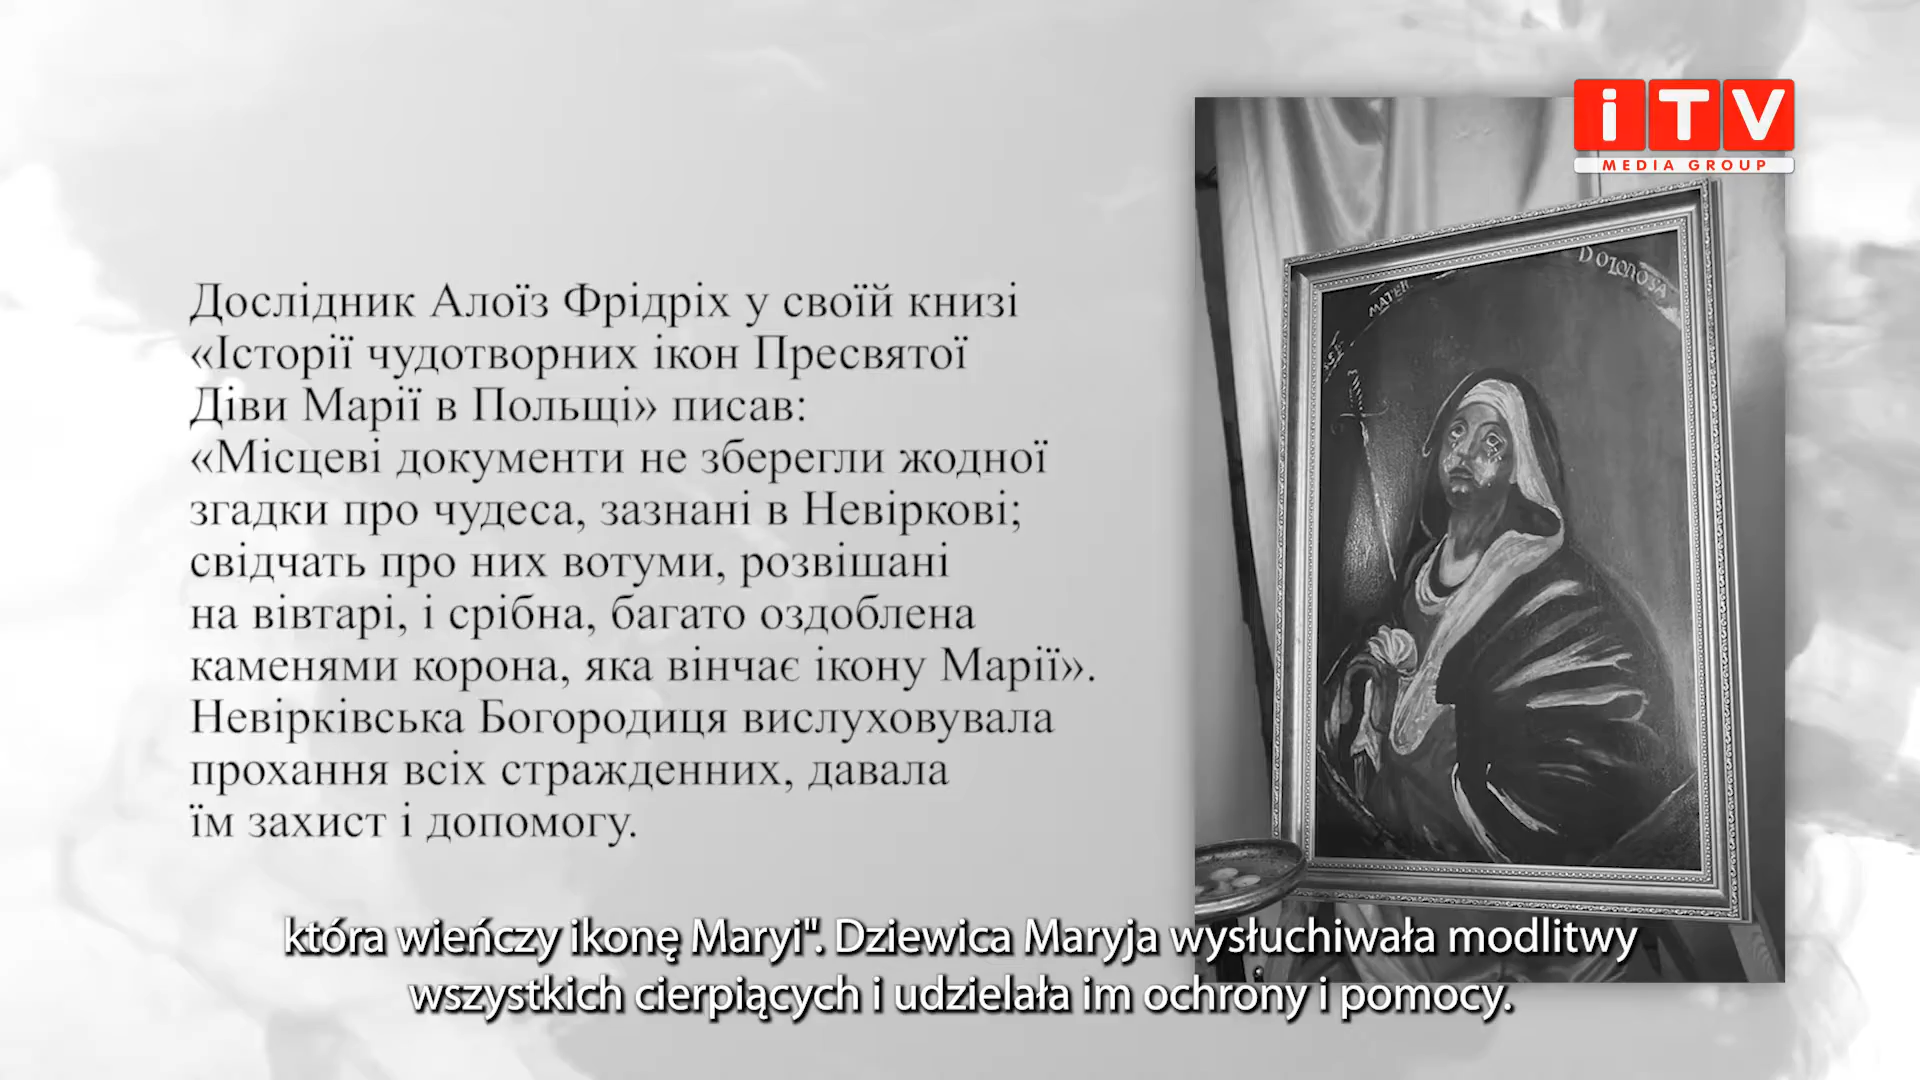 iTV
MEDIA GROUP
Дослідник Алоїз Фрідріх у своїй книзі
«Історії чудотворних ікон Пресвятої
Діви Марії в Польщі» писав:
«Місцеві документи не зберегли жодної
згадки про чудеса, зазнані в Невіркові;
свідчать про них вотуми, розвішані
на вівтарі, і срібна, багато оздоблена
каменями корона, яка вінчає ікону Марії».
Невірківська Богородиця вислуховувала
прохання всіх стражденних, давала
їм захист і допомогу.
MATER
DOLOROSA
która wieńczy ikonę Maryi". Dziewica Maryja wysłuchiwała modlitwy
wszystkich cierpiących i udzielała im ochrony i pomocy.